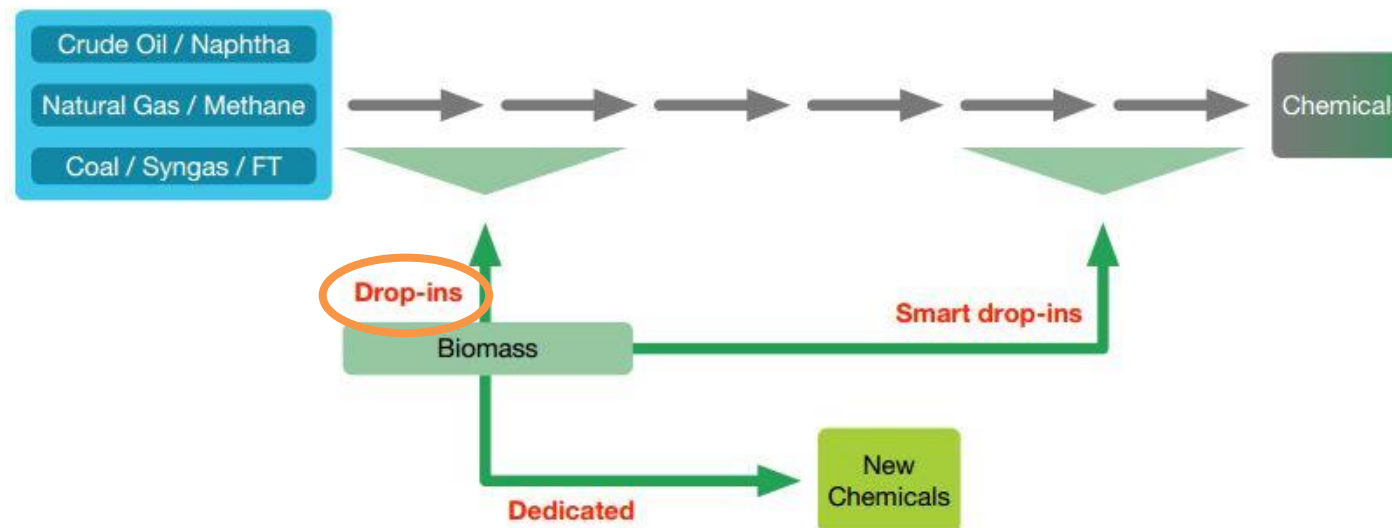 Crude Oil / Naphtha
Natural Gas / Methane
Coal / Syngas / FT
Chemical
Drop-ins
Smart drop-ins
Biomass
New
Chemicals
Dedicated